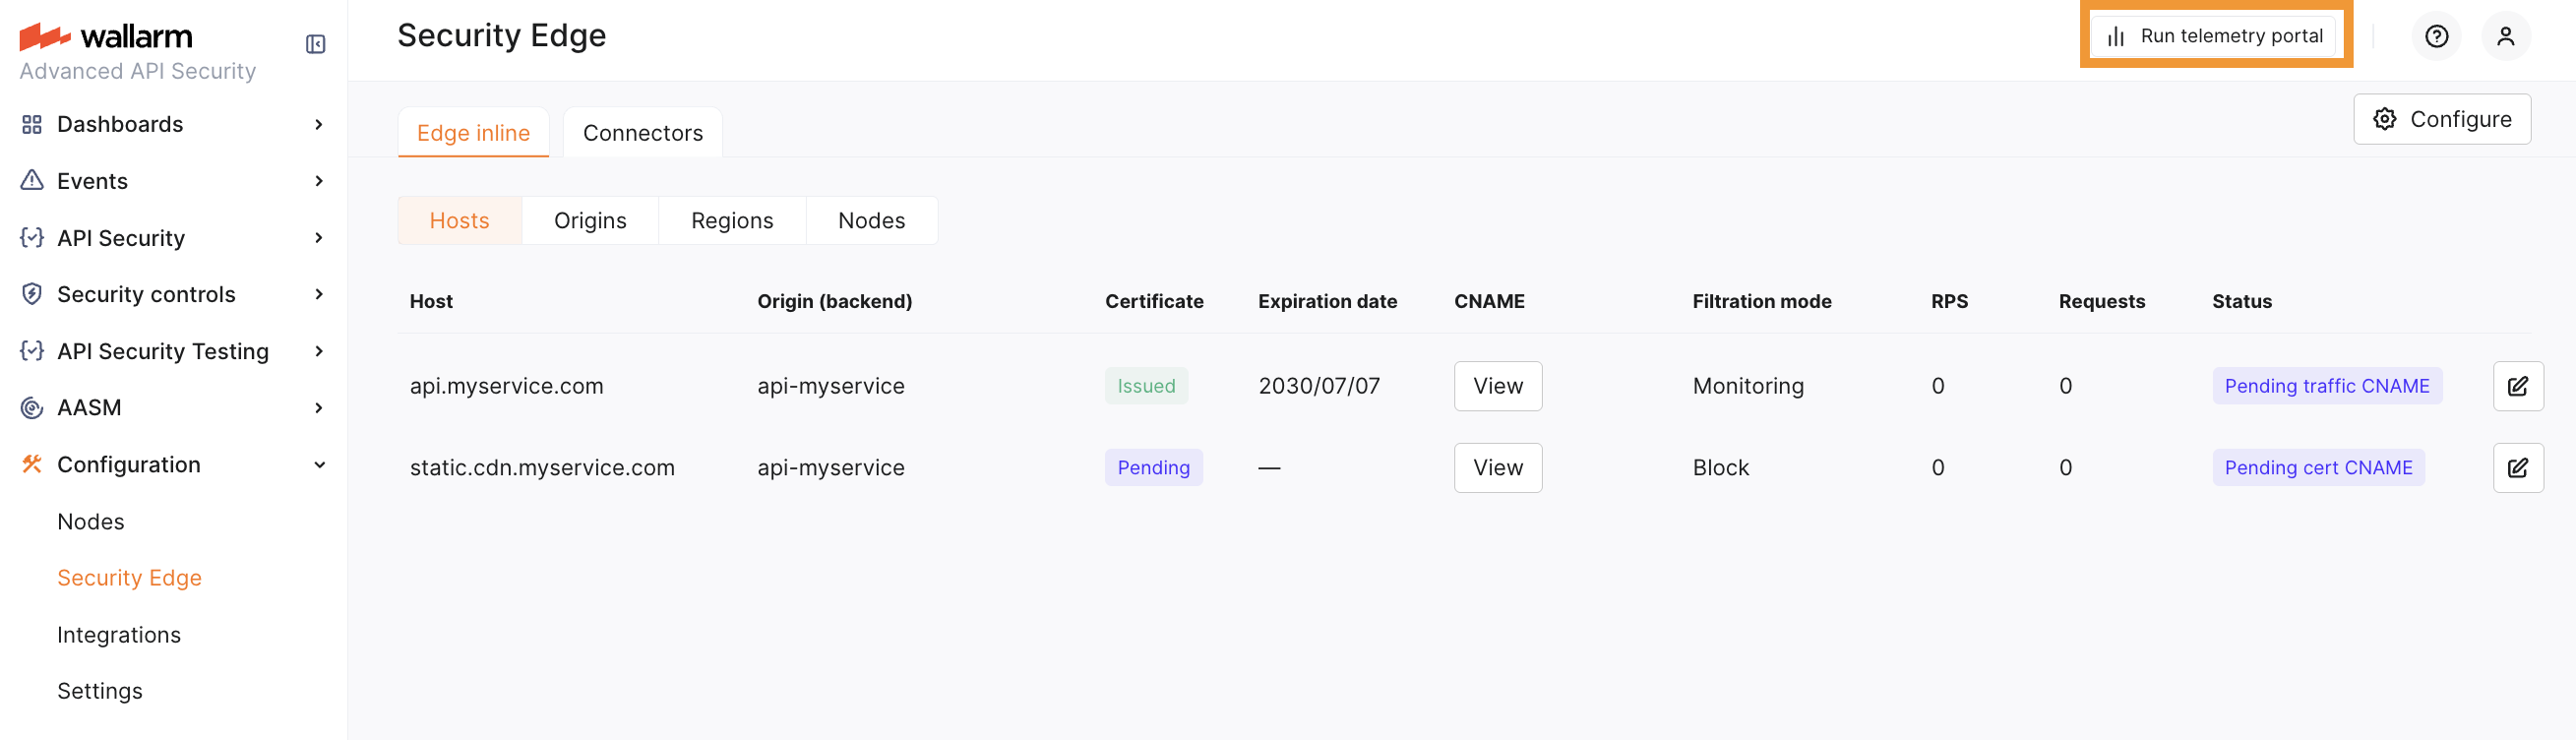 wallarm
Advanced API Security
Dashboards
Events
API Security
Security controls
API Security Testing
AASM
Configuration
Nodes
Security Edge
Integrations
Settings
Security Edge
Run telemetry portal
Edge inline
Connectors
Configure
Hosts
Origins
Regions
Nodes
Host Origin (backend) Certificate Expiration date CNAME Filtration mode RPS Requests Status
api.myservice.com api-myservice Issued 2030/07/07 View Monitoring 0 0 Pending traffic CNAME
static.cdn.myservice.com api-myservice Pending — View Block 0 0 Pending cert CNAME